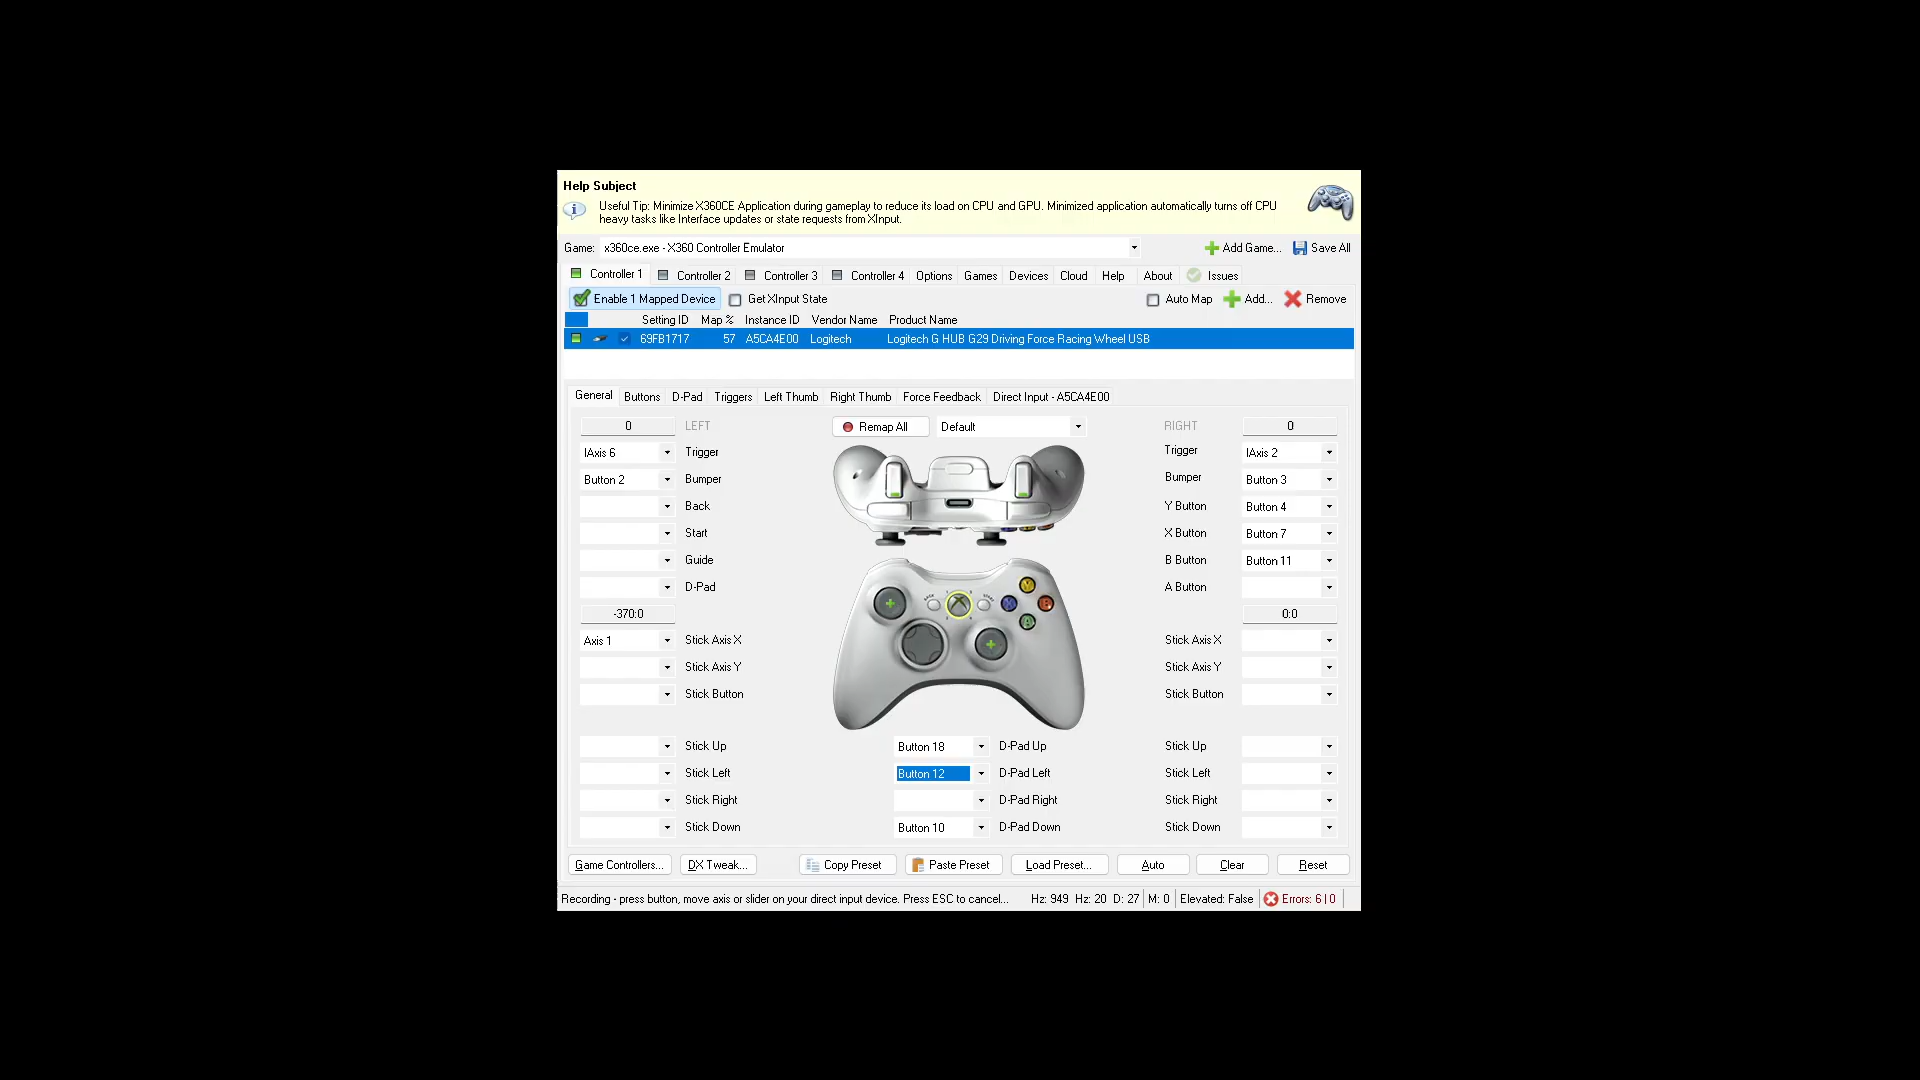 Help Subject
Useful Tip: Minimize X360CE Application during gameplay to reduce its load on CPU and GPU. Minimized application automatically turns off CPU
heavy tasks like Interface updates or state requests from XInput.
Game: x360ce.exe - X360 Controller Emulator Add Game... Save All
Controller 1 Controller 2 Controller 3 Controller 4 Options Games Devices Cloud Help About Issues
Enable 1 Mapped Device Get XInput State Auto Map Add... Remove
Setting ID Map % Instance ID Vendor Name Product Name
69FB1717 57 A5CA4E00 Logitech Logitech G HUB G29 Driving Force Racing Wheel USB
General Buttons D-Pad Triggers Left Thumb Right Thumb Force Feedback Direct Input - A5CA4E00
0 LEFT Remap All Default RIGHT 0
IAxis 6 Trigger Trigger IAxis 2
Button 2 Bumper Bumper Button 3
Back Y Button Button 4
Start X Button Button 7
Guide B Button Button 11
D-Pad A Button
-370:0 0:0
Axis 1 Stick Axis X Stick Axis X
Stick Axis Y Stick Axis Y
Stick Button Stick Button
Stick Up Button 18 D-Pad Up Stick Up
Stick Left Button 12 D-Pad Left Stick Left
Stick Right D-Pad Right Stick Right
Stick Down Button 10 D-Pad Down Stick Down
Game Controllers... DX Tweak... Copy Preset Paste Preset Load Preset... Auto Clear Reset
Recording - press button, move axis or slider on your direct input device. Press ESC to cancel... Hz: 949 Hz: 20 D: 27 M: 0 Elevated: False Errors: 6 | 0